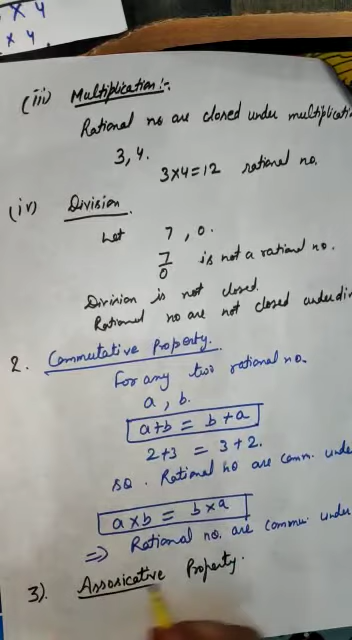 × 4
× 4.
(iii) Multiplication:-
Rational nos are closed under multiplicati
3, 4.
3×4=12 rational no.
(iv) Division.
Let 7, 0.
7/0 is not a rational no.
Division is not closed.
Rational no are not closed under di
2. Commutative Property.
For any two rational no.
a, b.
a+b = b+a
2+3 = 3+2.
so. Rational no are comm. unde
a×b = b×a
⇒ Rational no. are commu. under
3). Assosicative Property.